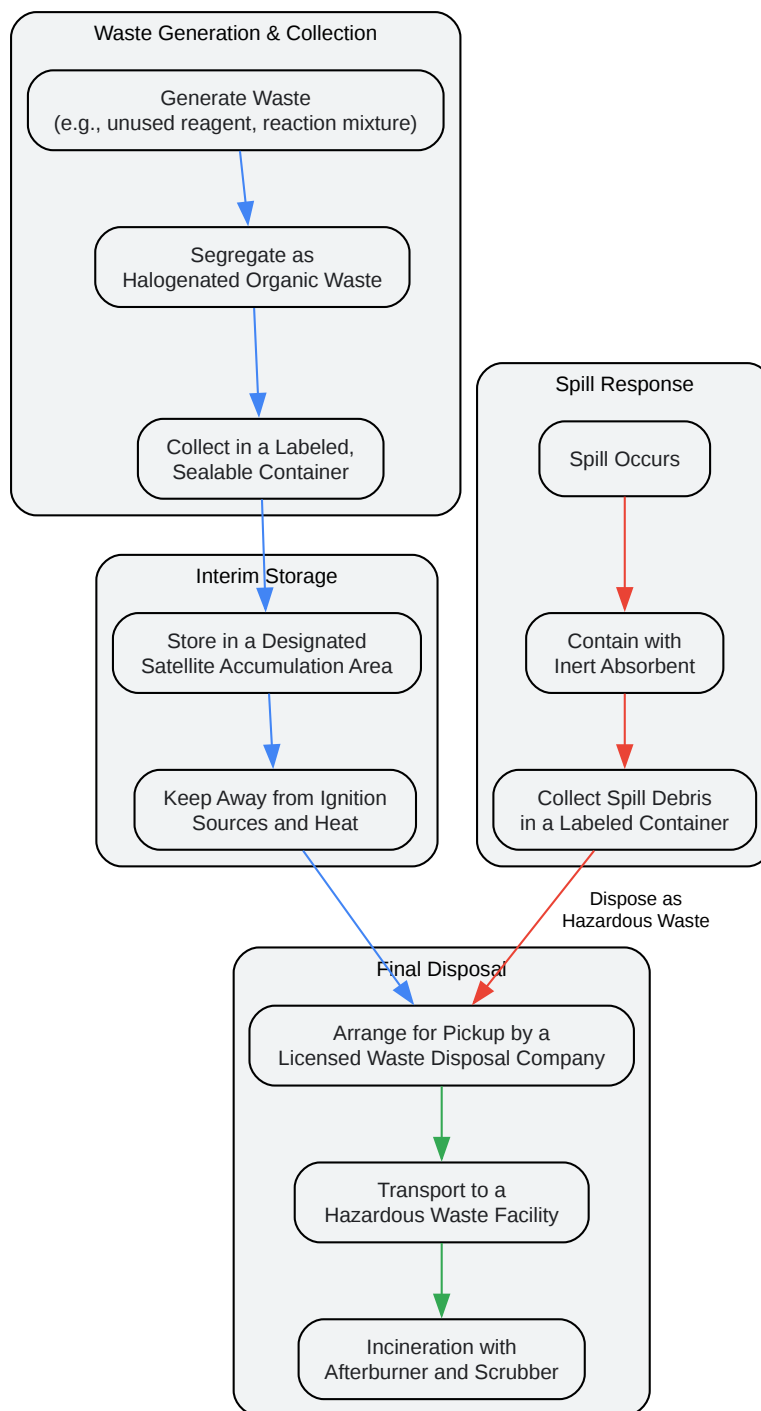 Waste Generation & Collection
Generate Waste
(e.g., unused reagent, reaction mixture)
Segregate as
Halogenated Organic Waste
Collect in a Labeled,
Sealable Container
Interim Storage
Store in a Designated
Satellite Accumulation Area
Keep Away from Ignition
Sources and Heat
Spill Response
Spill Occurs
Contain with
Inert Absorbent
Collect Spill Debris
in a Labeled Container
Dispose as
Hazardous Waste
Final Disposal
Arrange for Pickup by a
Licensed Waste Disposal Company
Transport to a
Hazardous Waste Facility
Incineration with
Afterburner and Scrubber